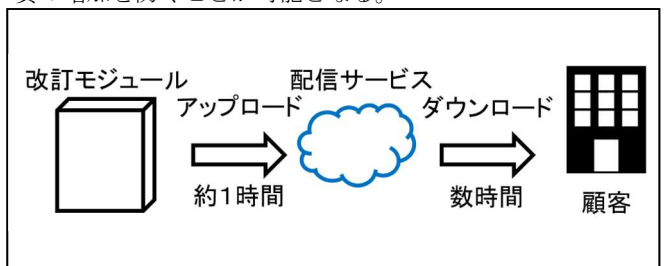 改訂モジュール
アップロード
約1時間
配信サービス
ダウンロード
数時間
顧客